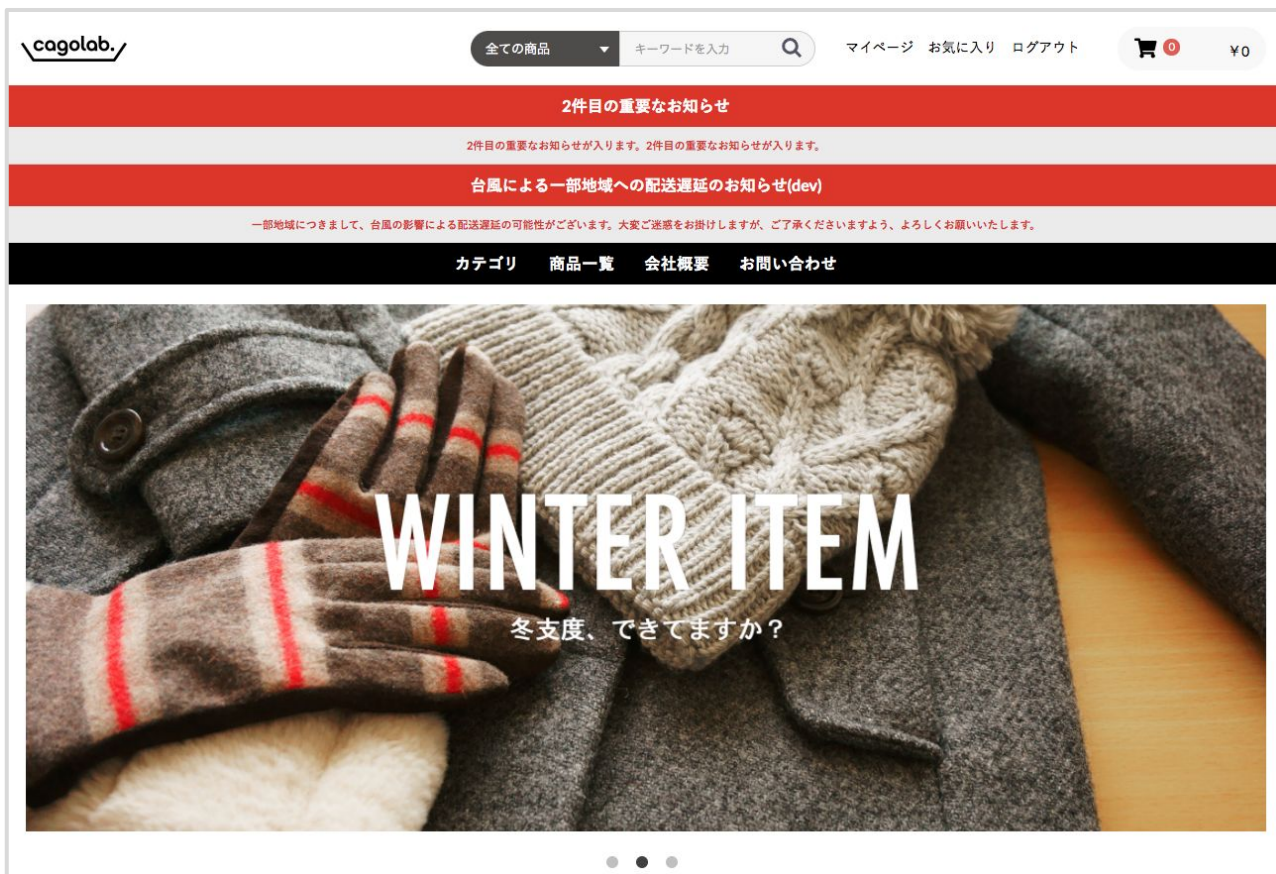 cagolab.
全ての商品
キーワードを入力
マイページ お気に入り ログアウト
0
¥0
2件目の重要なお知らせ
2件目の重要なお知らせが入ります。2件目の重要なお知らせが入ります。
台風による一部地域への配送遅延のお知らせ(dev)
一部地域につきまして、台風の影響による配送遅延の可能性がございます。大変ご迷惑をお掛けしますが、ご了承くださいますよう、よろしくお願いいたします。
カテゴリ 商品一覧 会社概要 お問い合わせ
WINTER ITEM
冬支度、できてますか？